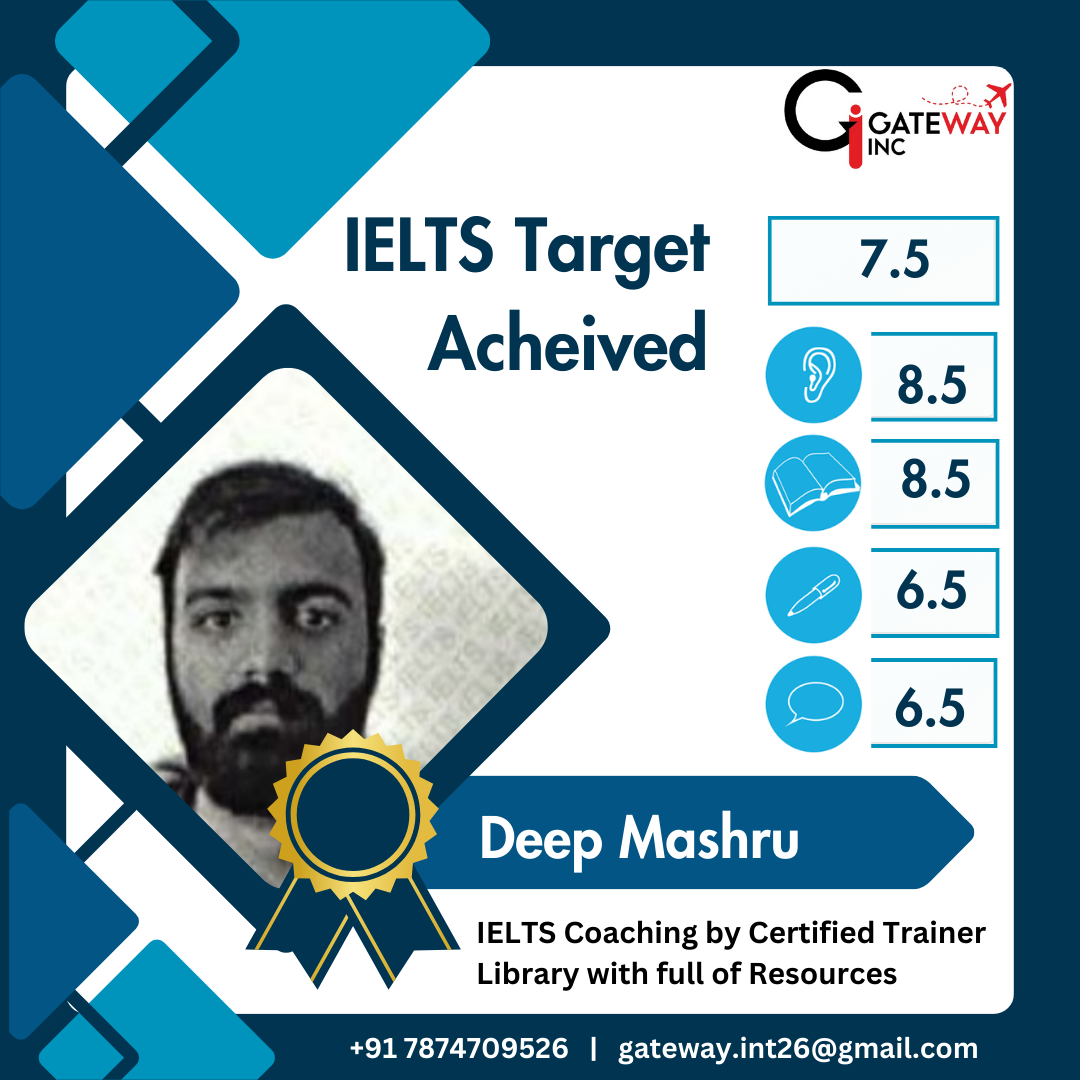 GATEWAY
INC
IELTS Target
Acheived
7.5
8.5
8.5
6.5
6.5
Deep Mashru
IELTS Coaching by Certified Trainer
Library with full of Resources
+91 7874709526 | gateway.int26@gmail.com